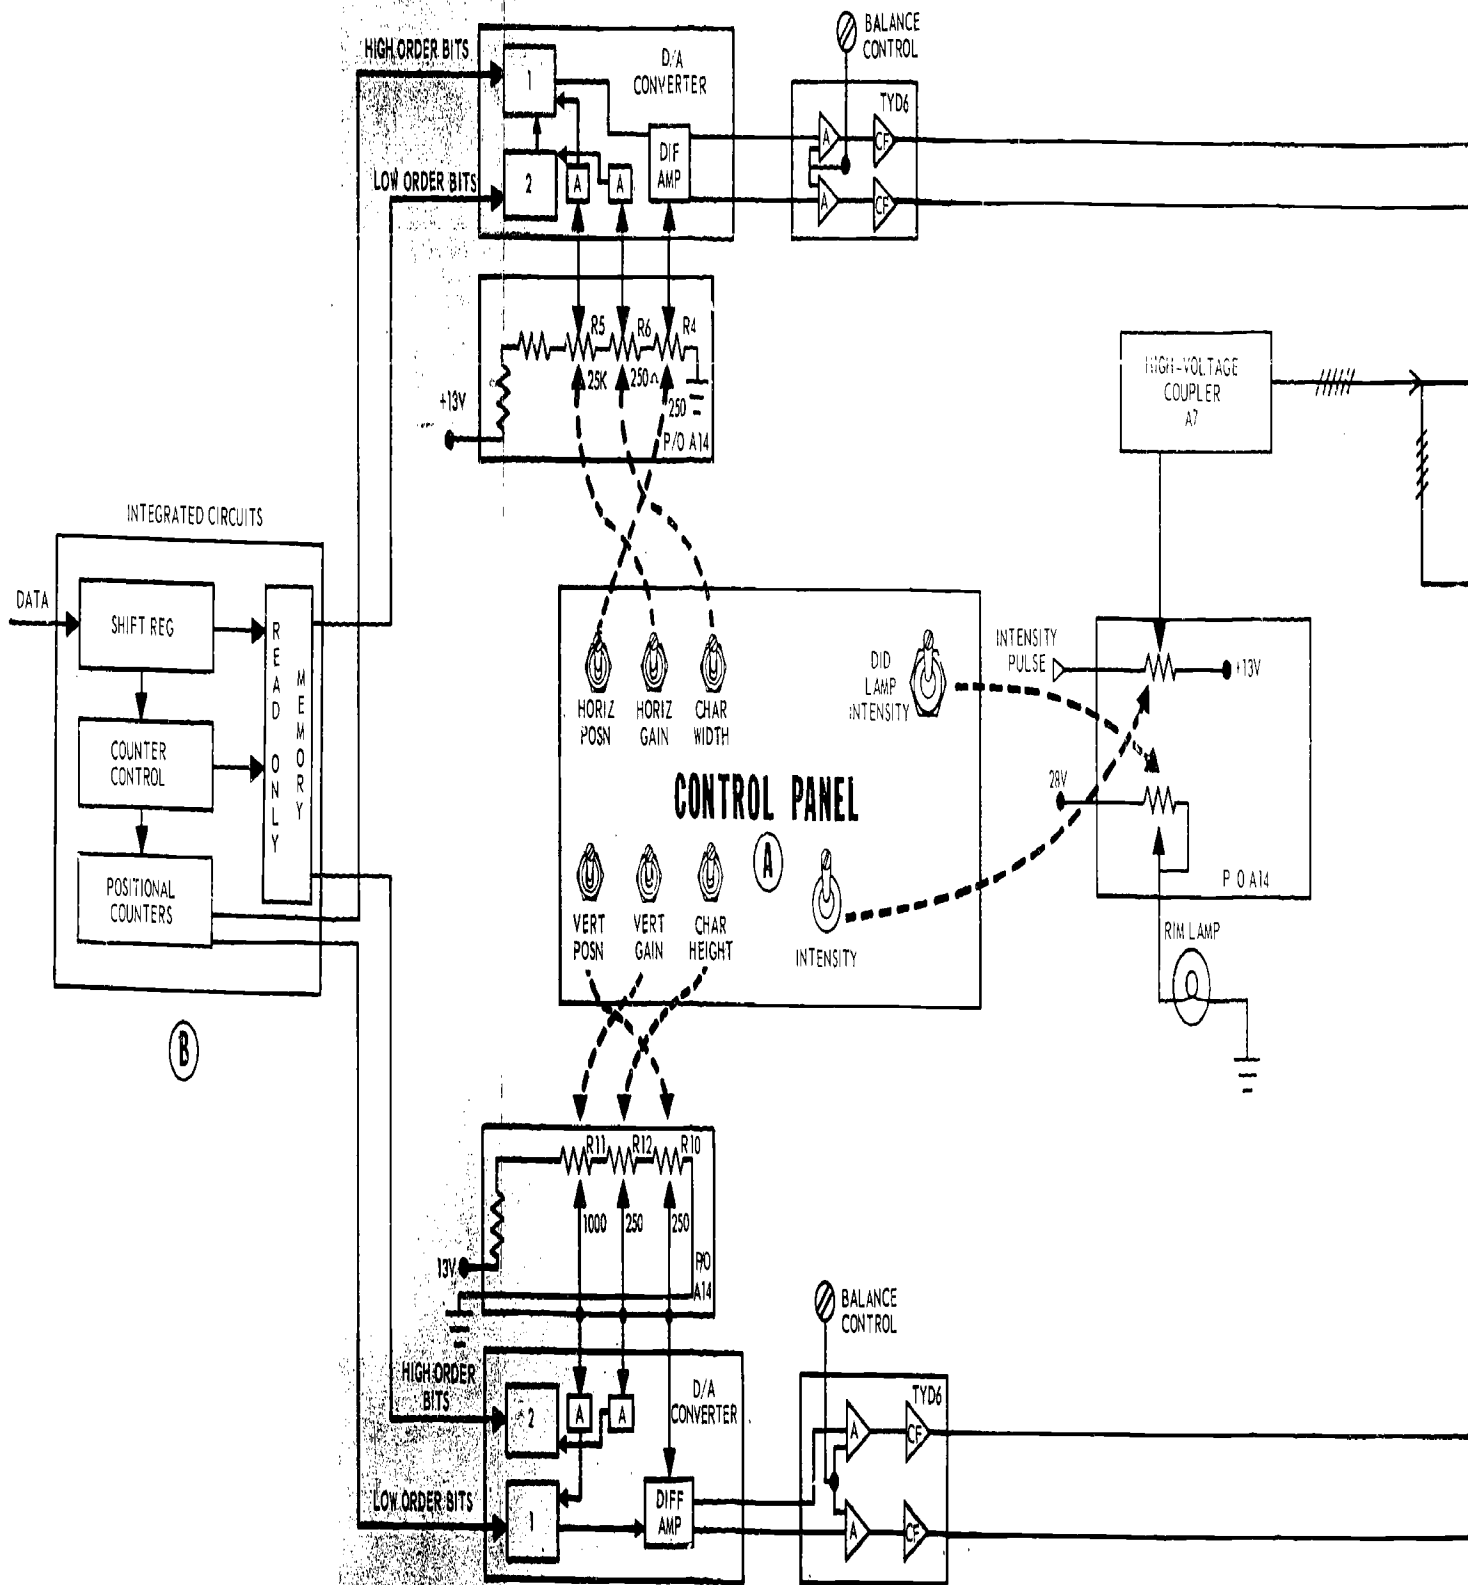 HIGH ORDER BITS
D/A
CONVERTER
1
2
A
A
DIF
AMP
LOW ORDER BITS
BALANCE
CONTROL
TYD6
A
CF
A
CF
R5
R6
R4
25K
250Ω
250
+13V
P/O A14
HIGH-VOLTAGE
COUPLER
A7
INTEGRATED CIRCUITS
DATA
SHIFT REG
COUNTER
CONTROL
POSITIONAL
COUNTERS
READ ONLY
MEMORY
B
HORIZ
POSN
HORIZ
GAIN
CHAR
WIDTH
DID
LAMP
INTENSITY
CONTROL PANEL
A
VERT
POSN
VERT
GAIN
CHAR
HEIGHT
INTENSITY
INTENSITY
PULSE
+13V
28V
P O A14
RIM LAMP
R11
R12
R10
1000
250
250
13V
P/O
A14
HIGH ORDER
BITS
LOW ORDER BITS
2
A
A
D/A
CONVERTER
1
DIFF
AMP
BALANCE
CONTROL
TYD6
A
CF
A
CF